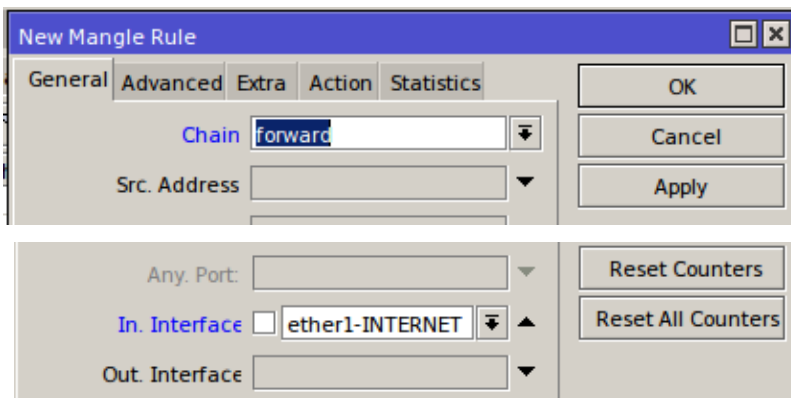 New Mangle Rule
General Advanced Extra Action Statistics
OK
Chain forward
Cancel
Src. Address
Apply
Any. Port:
Reset Counters
In. Interface ether1-INTERNET
Reset All Counters
Out. Interface